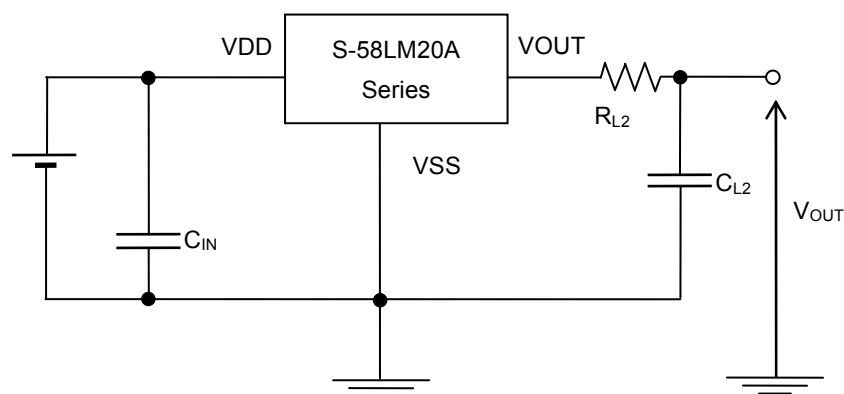 VDD
S-58LM20A
Series
VOUT
RL2
VSS
CL2
VOUT
CIN